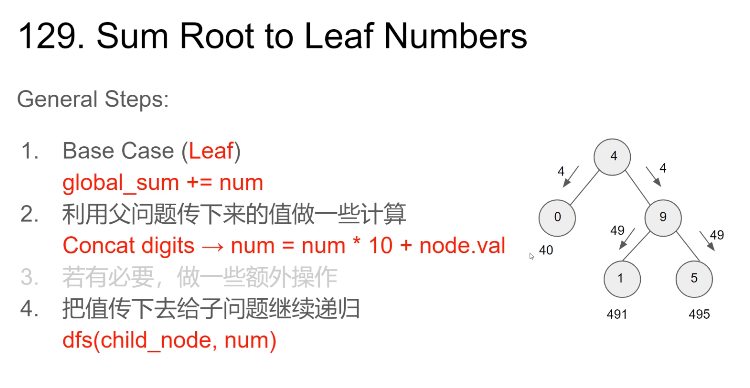 129. Sum Root to Leaf Numbers
General Steps:
1. Base Case (Leaf)
global_sum += num
2. 利用父问题传下来的值做一些计算
Concat digits → num = num * 10 + node.val
3. 若有必要，做一些额外操作
4. 把值传下去给子问题继续递归
dfs(child_node, num)
4
4
4
0
9
40
49
49
1
5
491
495